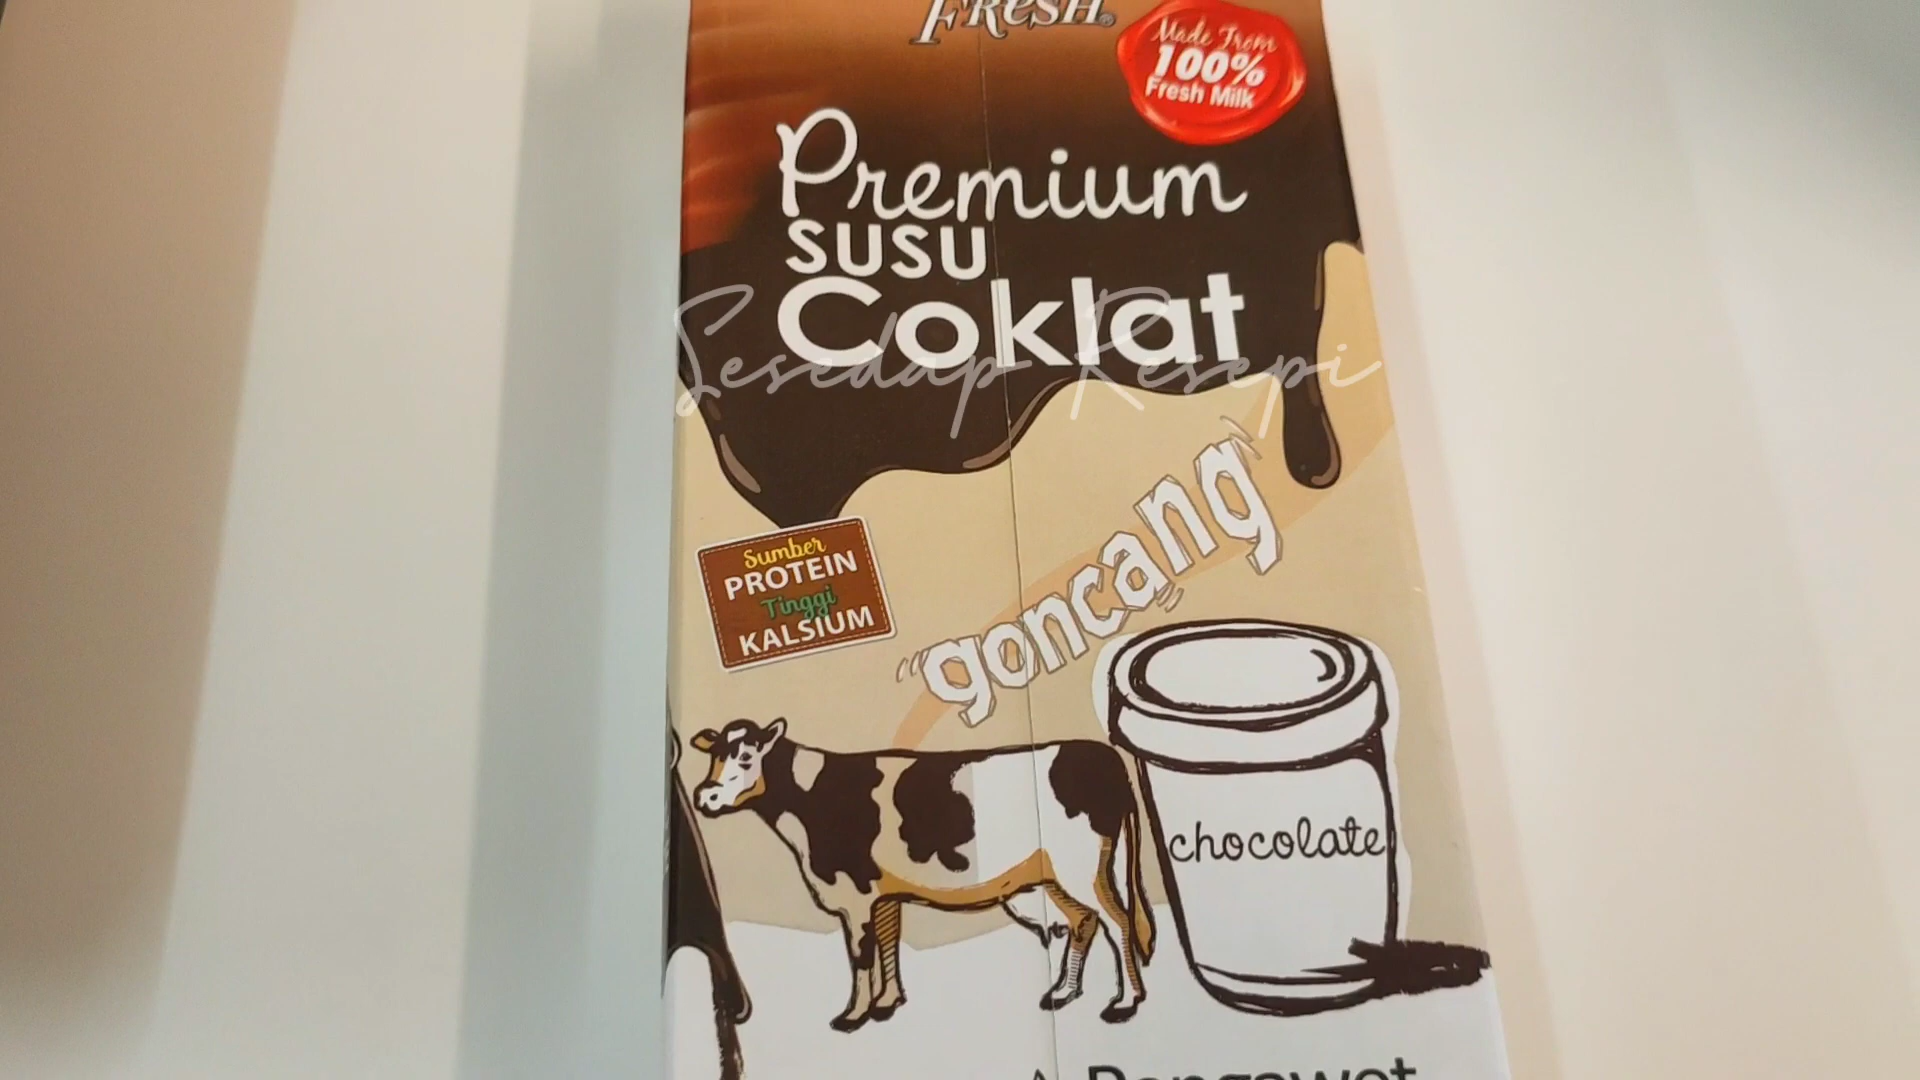 FResH
Made From
100%
Fresh Milk
Premium
susu
Coklat
Sesedap Resepi
"goncang"
Sumber
PROTEIN
Tinggi
KALSIUM
chocolate